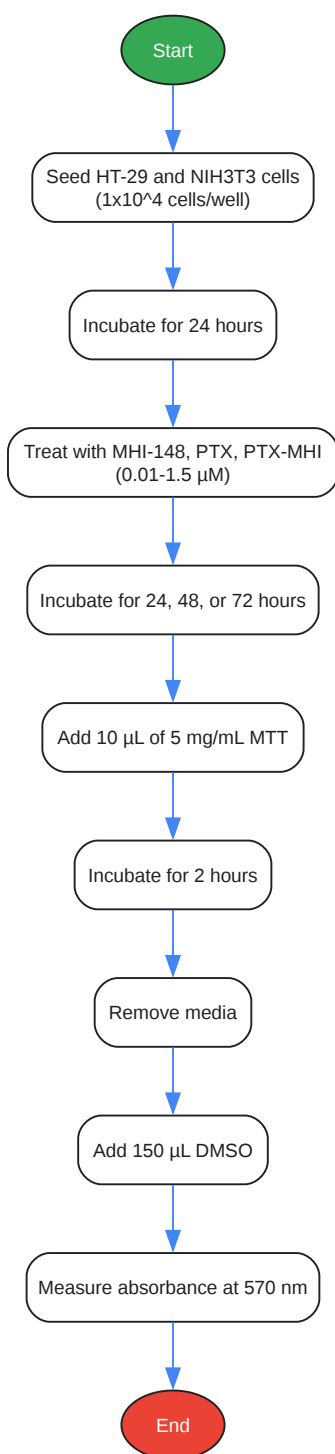 Start
Seed HT-29 and NIH3T3 cells
(1x10^4 cells/well)
Incubate for 24 hours
Treat with MHI-148, PTX, PTX-MHI
(0.01-1.5 µM)
Incubate for 24, 48, or 72 hours
Add 10 µL of 5 mg/mL MTT
Incubate for 2 hours
Remove media
Add 150 µL DMSO
Measure absorbance at 570 nm
End